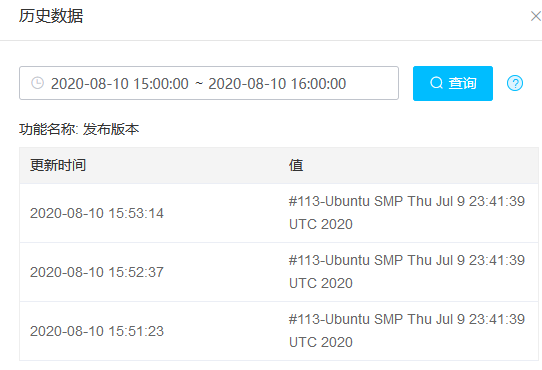 历史数据
2020-08-10 15:00:00 ~ 2020-08-10 16:00:00 查询
功能名称: 发布版本
更新时间 值
2020-08-10 15:53:14 #113-Ubuntu SMP Thu Jul 9 23:41:39
UTC 2020
2020-08-10 15:52:37 #113-Ubuntu SMP Thu Jul 9 23:41:39
UTC 2020
2020-08-10 15:51:23 #113-Ubuntu SMP Thu Jul 9 23:41:39
UTC 2020